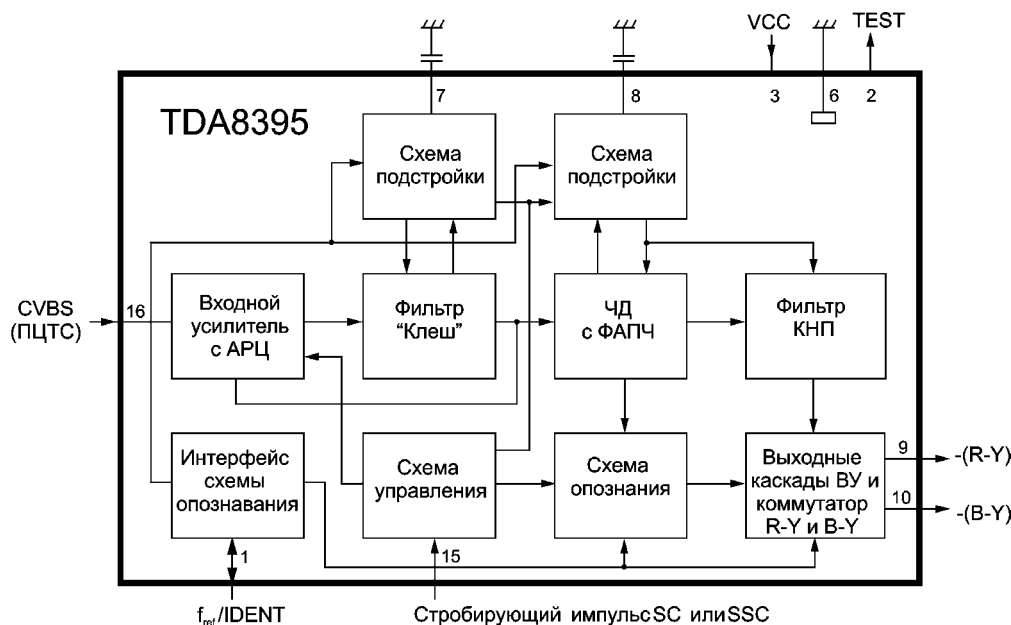 VCC
TEST
7
8
3
6
2
TDA8395
Схема
подстройки
Схема
подстройки
CVBS
(ПЦТС)
16
Входной
усилитель
с АРЦ
Фильтр
“Клеш”
ЧД
с ФАПЧ
Фильтр
КНП
Интерфейс
схемы
опознавания
Схема
управления
Схема
опознания
Выходные
каскады ВУ и
коммутатор
R-Y и B-Y
9
-(R-Y)
10
-(B-Y)
1
15
fref/IDENT
Стробирующий импульс SC или SSC